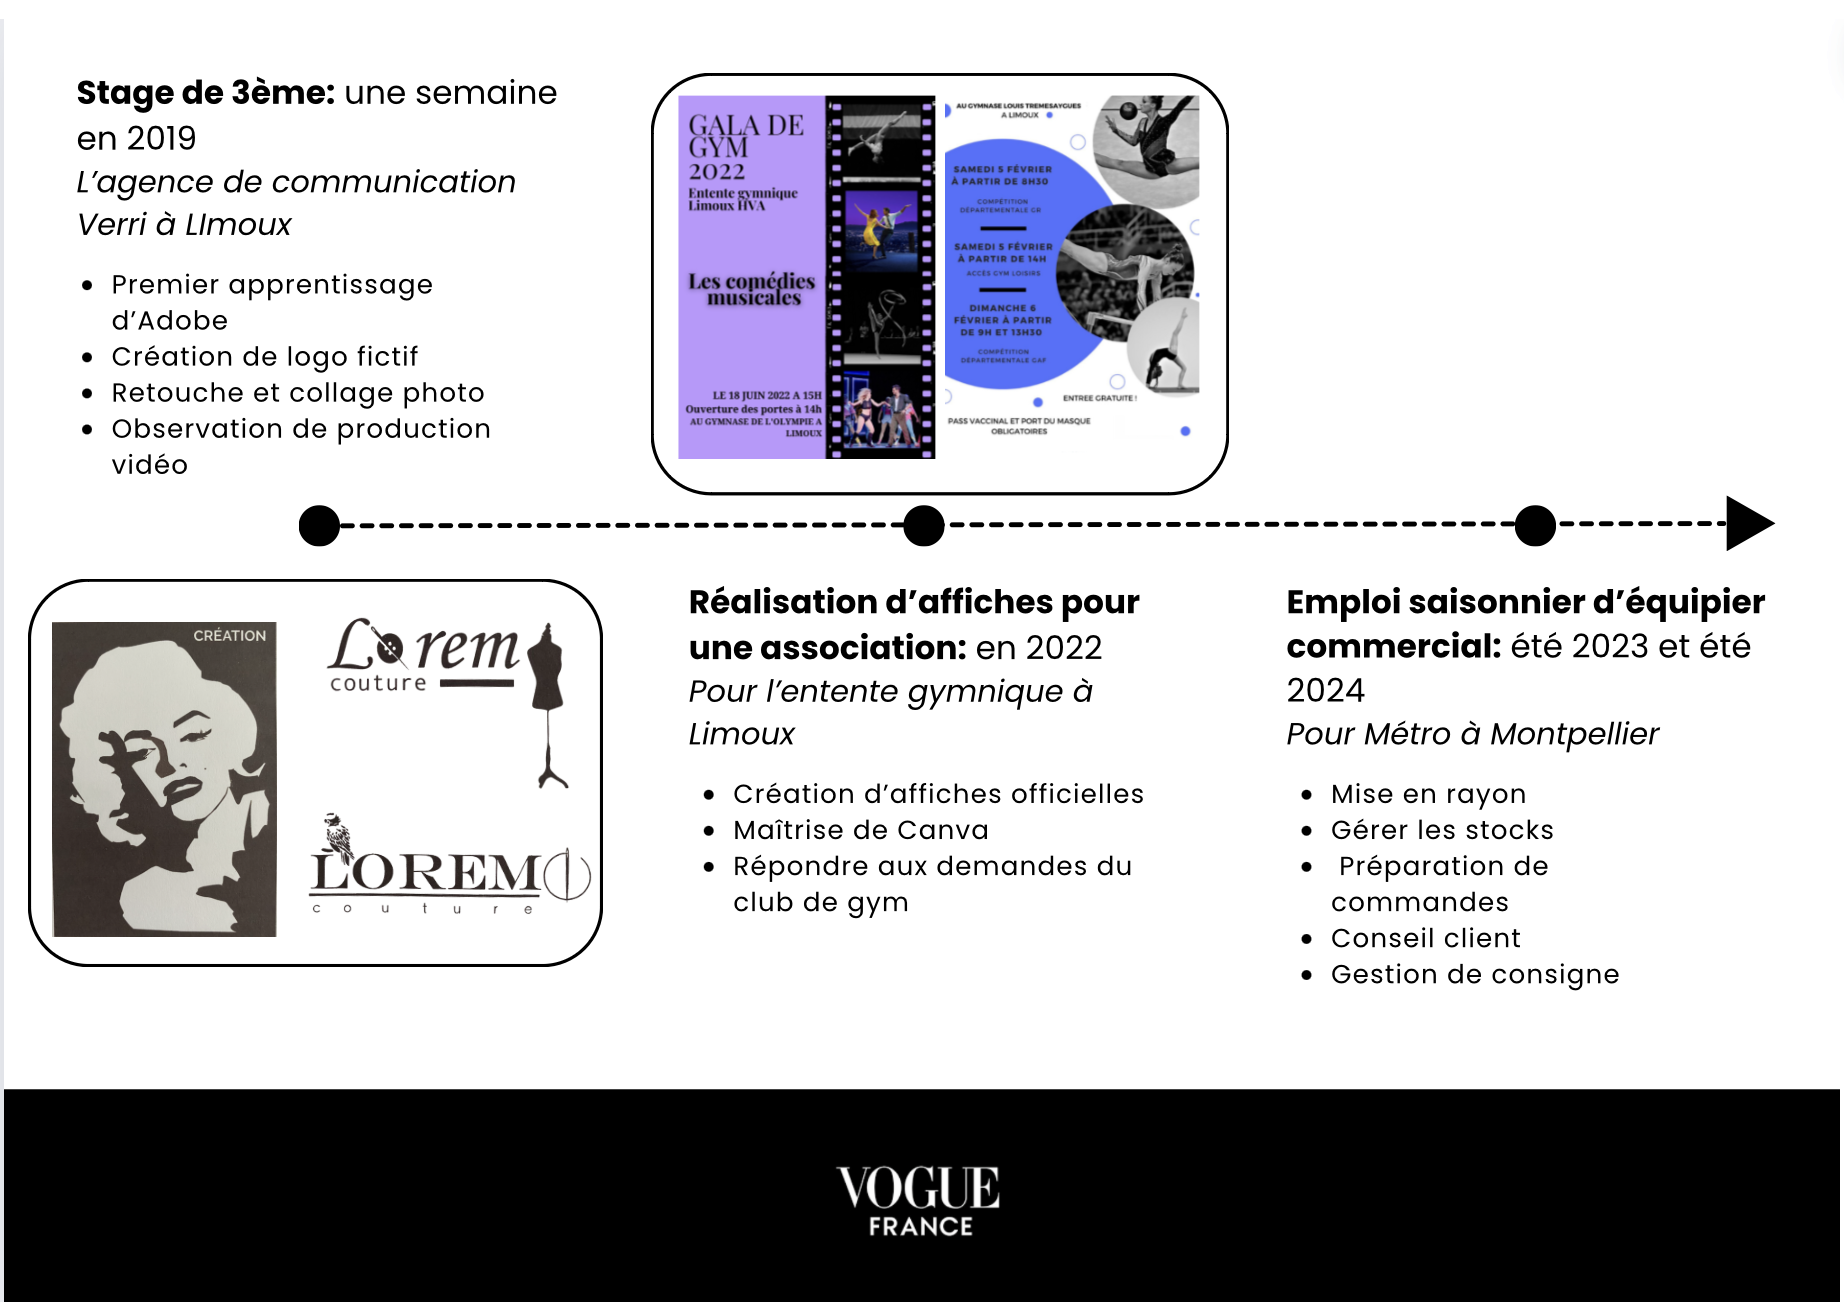 Stage de 3ème: une semaine
en 2019
L’agence de communication
Verri à LImoux
• Premier apprentissage
d’Adobe
• Création de logo fictif
• Retouche et collage photo
• Observation de production
vidéo
GALA DE
GYM
2022
Entente gymnique
Limoux HVA
Les comédies
musicales
LE 18 JUIN 2022 A 15H
Ouverture des portes à 14h
AU GYMNASE DE L'OLYMPIE A
LIMOUX
AU GYMNASE LOUIS TREMESAYGUES
A LIMOUX
SAMEDI 5 FÉVRIER
À PARTIR DE 8H30
COMPÉTITION
DÉPARTEMENTALE GR
SAMEDI 5 FÉVRIER
À PARTIR DE 14H
ACCÈS GYM LOISIRS
DIMANCHE 6
FÉVRIER À PARTIR
DE 9H ET 13H30
COMPÉTITION
DÉPARTEMENTALE GAF
ENTREE GRATUITE !
PASS VACCINAL ET PORT DU MASQUE
OBLIGATOIRES
CRÉATION
Lorem
couture
LOREM
couture
Réalisation d’affiches pour
une association: en 2022
Pour l’entente gymnique à
Limoux
• Création d’affiches officielles
• Maîtrise de Canva
• Répondre aux demandes du
club de gym
Emploi saisonnier d’équipier
commercial: été 2023 et été
2024
Pour Métro à Montpellier
• Mise en rayon
• Gérer les stocks
• Préparation de
commandes
• Conseil client
• Gestion de consigne
VOGUE
FRANCE